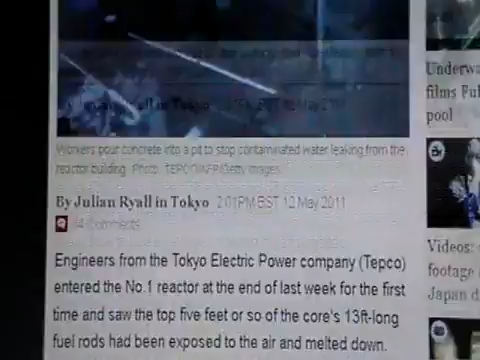 Workers pour concrete into a pit to stop contaminated water leaking from the
reactor building Photo: TEPCO/AFP/Getty Images
By Julian Ryall in Tokyo 2:01PM BST 12 May 2011
Comments
Engineers from the Tokyo Electric Power company (Tepco)
entered the No.1 reactor at the end of last week for the first
time and saw the top five feet or so of the core's 13ft-long
fuel rods had been exposed to the air and melted down.
Underwa
films Fu
pool
Videos:
footage
Japan d